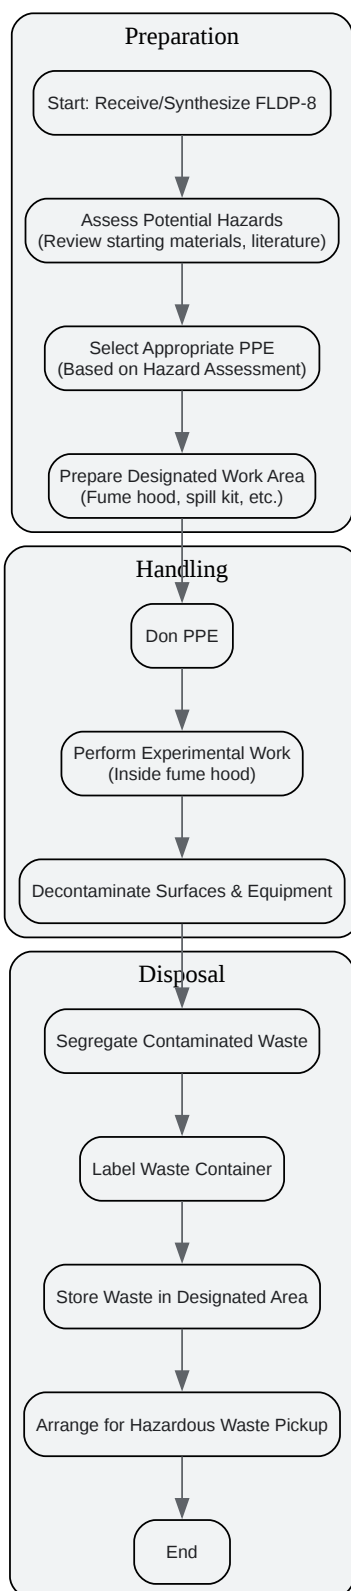 Preparation
Start: Receive/Synthesize FLDP-8
Assess Potential Hazards
(Review starting materials, literature)
Select Appropriate PPE
(Based on Hazard Assessment)
Prepare Designated Work Area
(Fume hood, spill kit, etc.)
Handling
Don PPE
Perform Experimental Work
(Inside fume hood)
Decontaminate Surfaces & Equipment
Disposal
Segregate Contaminated Waste
Label Waste Container
Store Waste in Designated Area
Arrange for Hazardous Waste Pickup
End